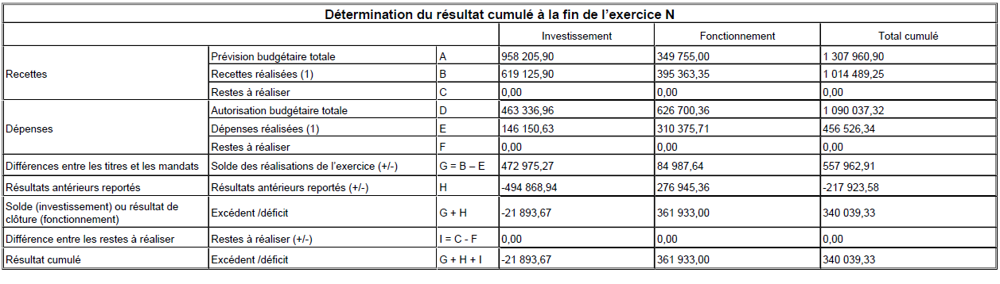 Détermination du résultat cumulé à la fin de l'exercice N
Investissement Fonctionnement Total cumulé
Recettes
Prévision budgétaire totale A 958 205,90 349 755,00 1 307 960,90
Recettes réalisées (1) B 619 125,90 395 363,35 1 014 489,25
Restes à réaliser C 0,00 0,00 0,00
Dépenses
Autorisation budgétaire totale D 463 336,96 626 700,36 1 090 037,32
Dépenses réalisées (1) E 146 150,63 310 375,71 456 526,34
Restes à réaliser F 0,00 0,00 0,00
Différences entre les titres et les mandats Solde des réalisations de l'exercice (+/-) G = B – E 472 975,27 84 987,64 557 962,91
Résultats antérieurs reportés Résultats antérieurs reportés (+/-) H -494 868,94 276 945,36 -217 923,58
Solde (investissement) ou résultat de
clôture (fonctionnement) Excédent /déficit G + H -21 893,67 361 933,00 340 039,33
Différence entre les restes à réaliser Restes à réaliser (+/-) I = C - F 0,00 0,00 0,00
Résultat cumulé Excédent /déficit G + H + I -21 893,67 361 933,00 340 039,33